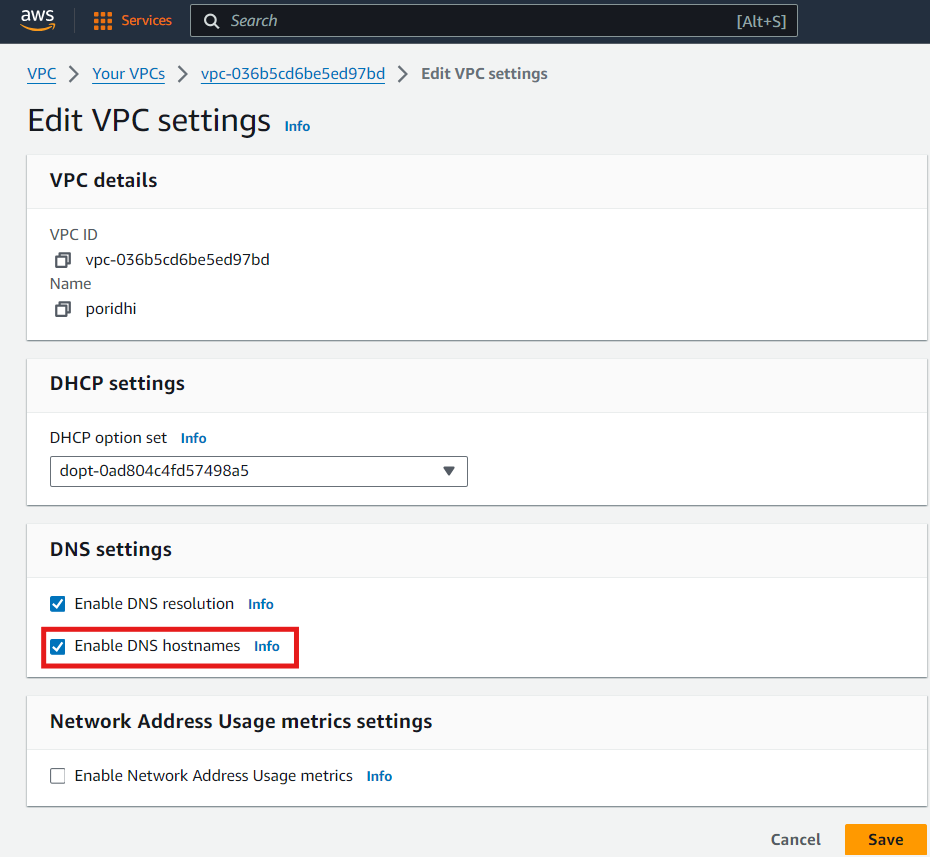 aws Services Search [Alt+S]
VPC Your VPCs vpc-036b5cd6be5ed97bd Edit VPC settings
Edit VPC settings Info
VPC details
VPC ID
vpc-036b5cd6be5ed97bd
Name
poridhi
DHCP settings
DHCP option set Info
dopt-0ad804c4fd57498a5
DNS settings
Enable DNS resolution Info
Enable DNS hostnames Info
Network Address Usage metrics settings
Enable Network Address Usage metrics Info
Cancel Save